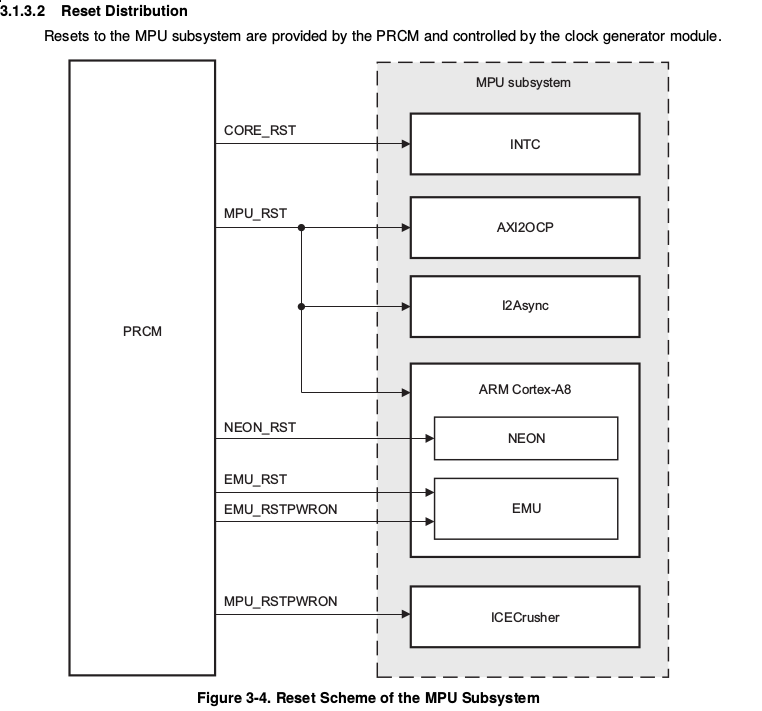 3.1.3.2 Reset Distribution
Resets to the MPU subsystem are provided by the PRCM and controlled by the clock generator module.
MPU subsystem
CORE_RST
INTC
MPU_RST
AXI2OCP
I2Async
PRCM
ARM Cortex-A8
NEON_RST
NEON
EMU_RST
EMU_RSTPWRON
EMU
MPU_RSTPWRON
ICECrusher
Figure 3-4. Reset Scheme of the MPU Subsystem